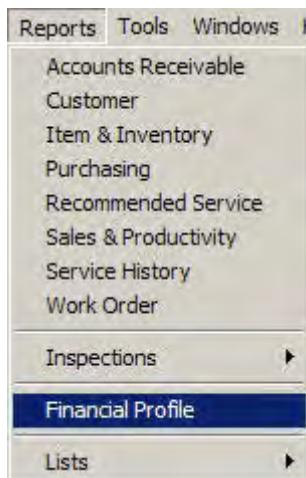 Reports Tools Windows
Accounts Receivable
Customer
Item & Inventory
Purchasing
Recommended Service
Sales & Productivity
Service History
Work Order
Inspections
Financial Profile
Lists